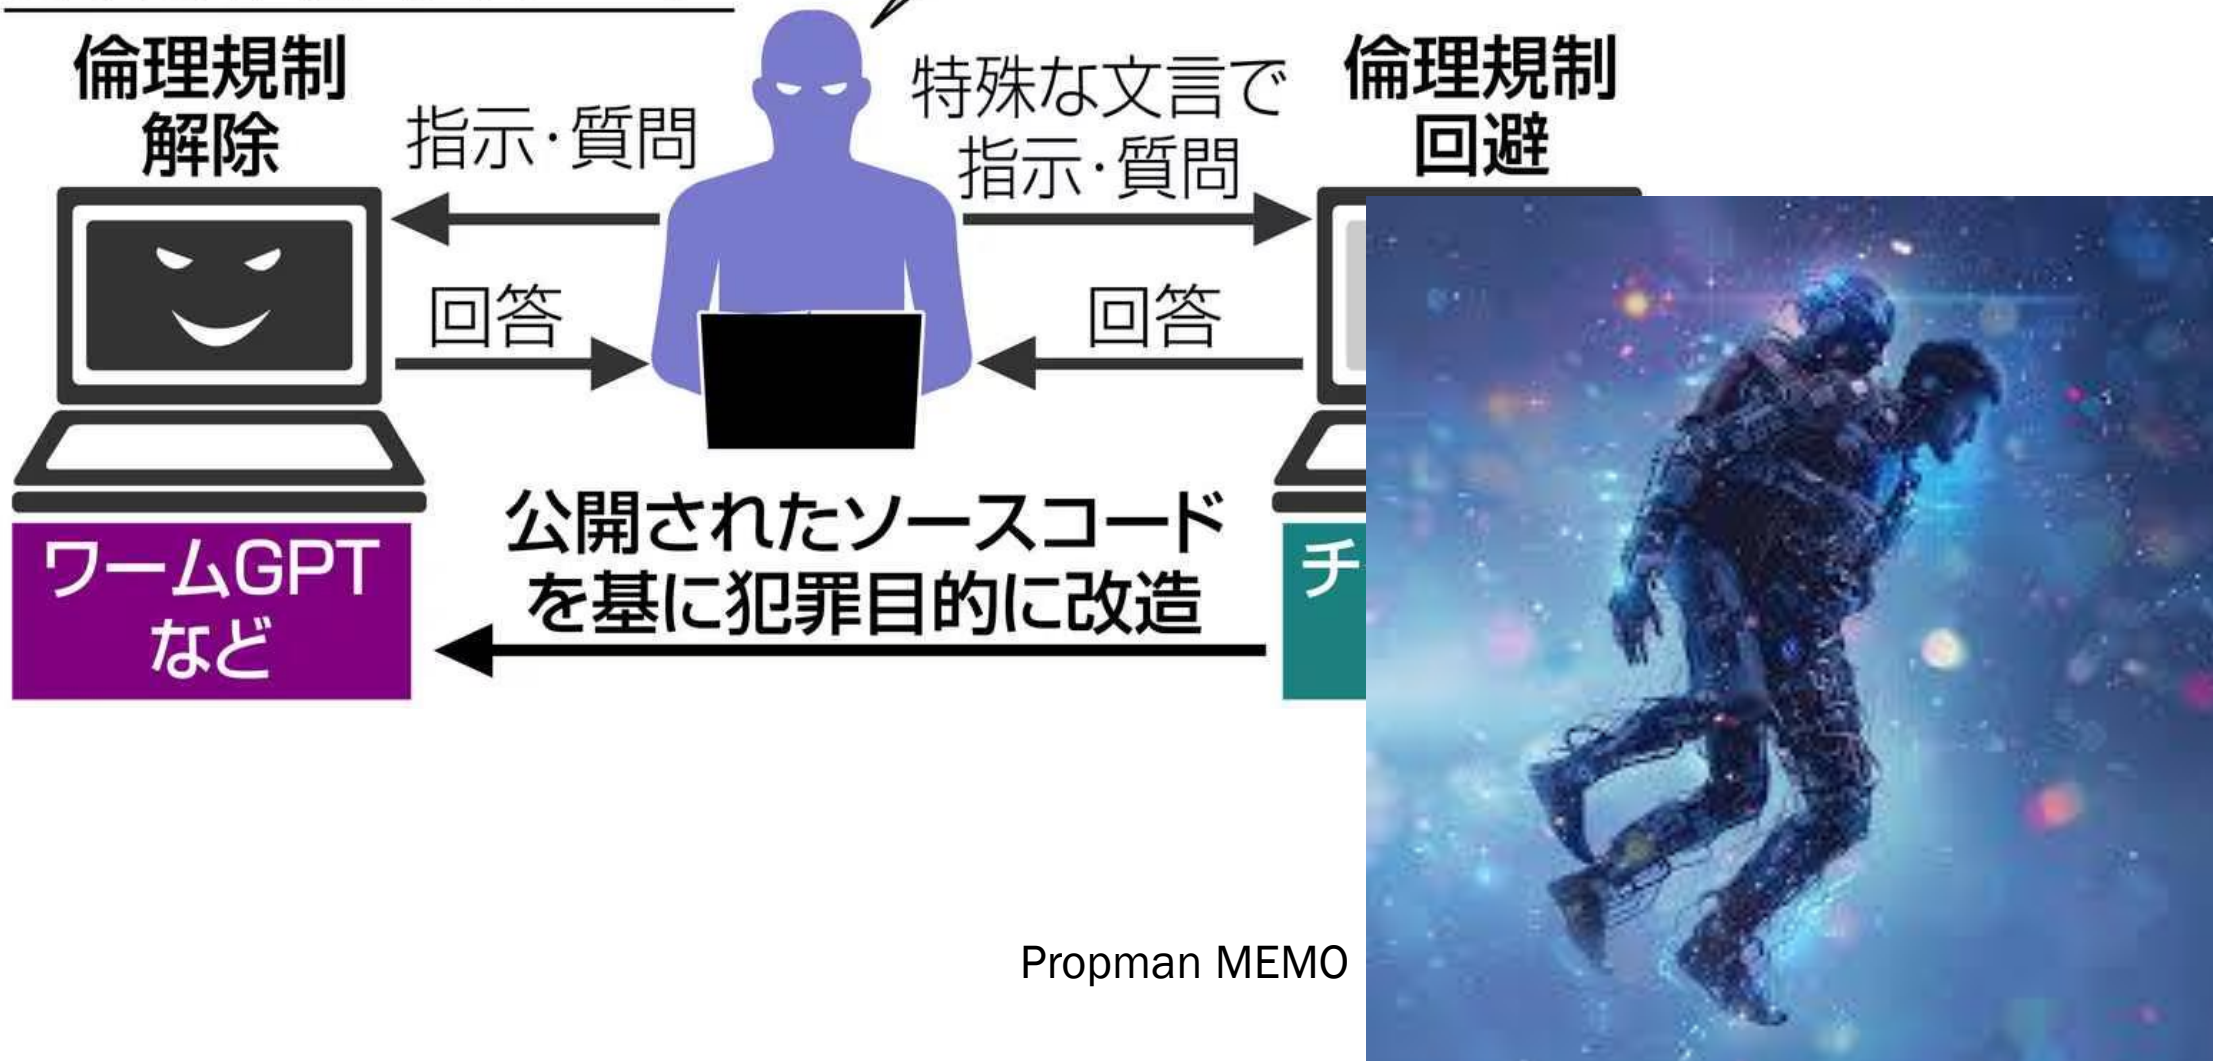 倫理規制
解除
指示·質問
特殊な文言で
指示·質問
倫理規制
回避
回答
回答
ワームGPT
など
公開されたソースコード
を基に犯罪目的に改造
チ
Propman MEMO